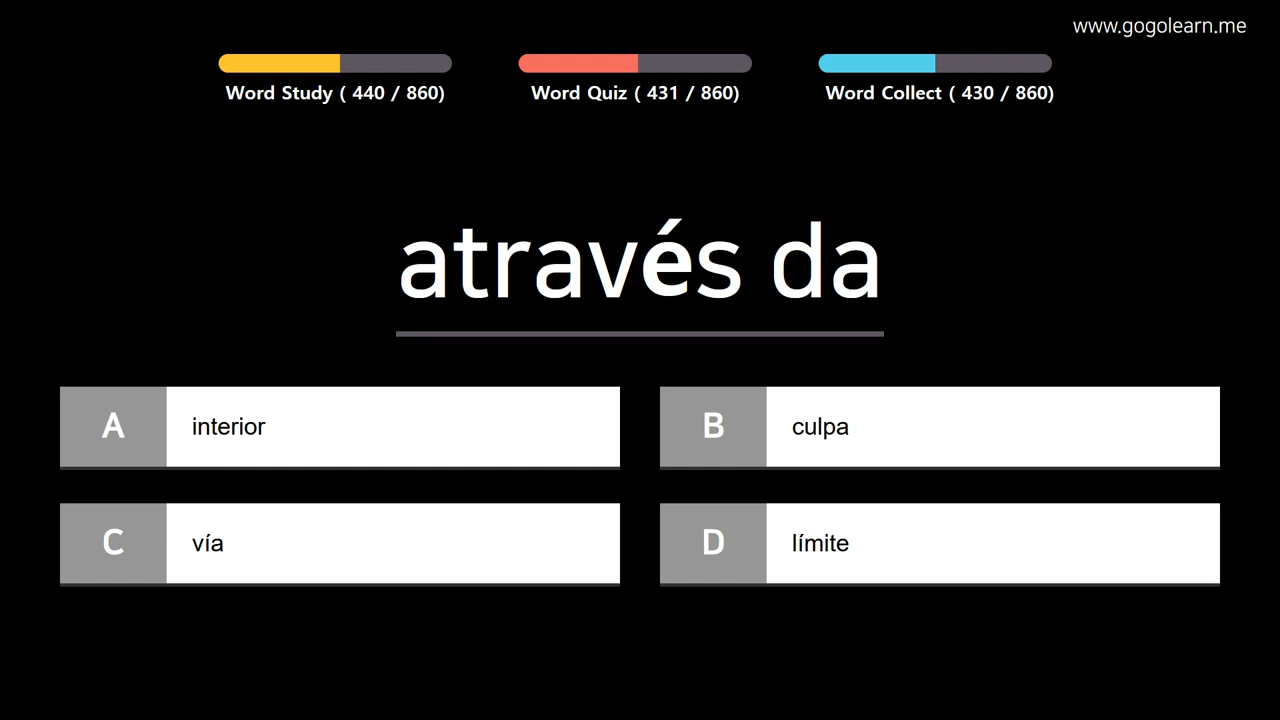 www.gogolearn.me
Word Study ( 440 / 860)
Word Quiz ( 431 / 860)
Word Collect ( 430 / 860)
através da
A interior
B culpa
C vía
D límite